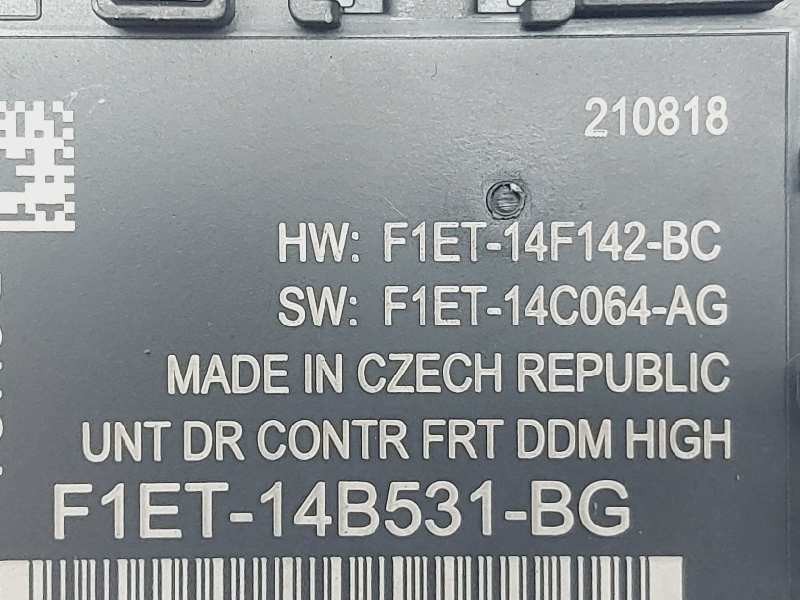 210818
HW: F1ET-14F142-BC
SW: F1ET-14C064-AG
MADE IN CZECH REPUBLIC
UNT DR CONTR FRT DDM HIGH
F1ET-14B531-BG